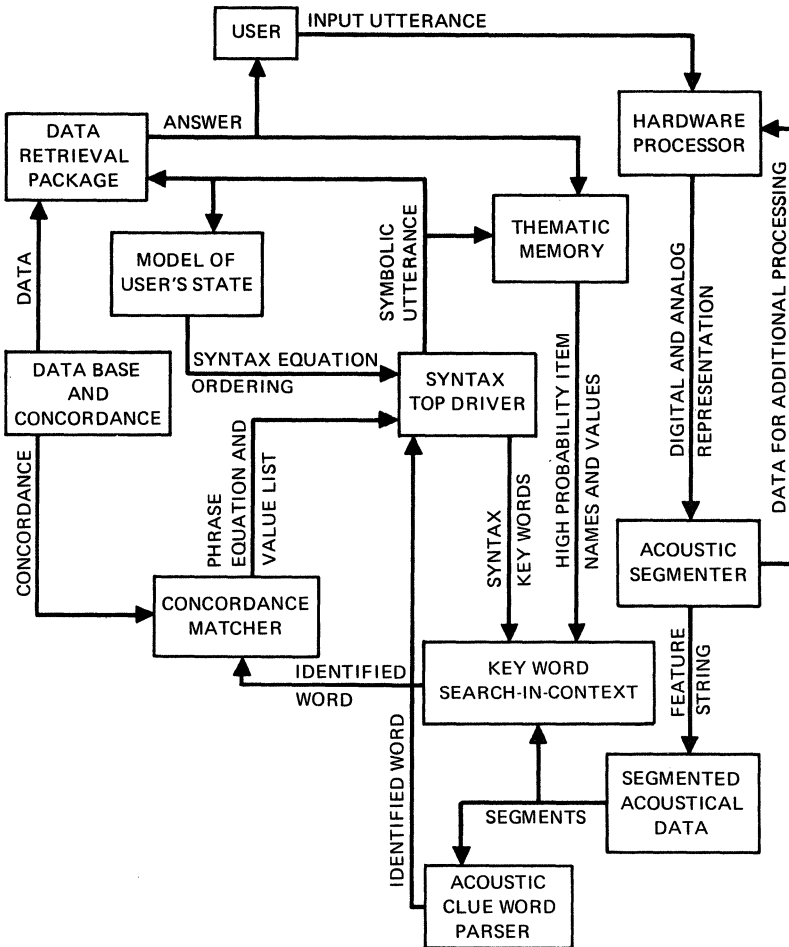 INPUT UTTERANCE
USER
ANSWER
DATA
RETRIEVAL
PACKAGE
HARDWARE
PROCESSOR
THEMATIC
MEMORY
MODEL OF
USER'S STATE
SYMBOLIC
UTTERANCE
DATA
DATA FOR ADDITIONAL PROCESSING
DIGITAL AND ANALOG
REPRESENTATION
SYNTAX EQUATION
ORDERING
DATA BASE
AND
CONCORDANCE
SYNTAX
TOP DRIVER
HIGH PROBABILITY ITEM
NAMES AND VALUES
CONCORDANCE
PHRASE
EQUATION AND
VALUE LIST
SYNTAX
KEY WORDS
ACOUSTIC
SEGMENTER
CONCORDANCE
MATCHER
IDENTIFIED
WORD
KEY WORD
SEARCH-IN-CONTEXT
FEATURE
STRING
IDENTIFIED WORD
SEGMENTS
SEGMENTED
ACOUSTICAL
DATA
ACOUSTIC
CLUE WORD
PARSER